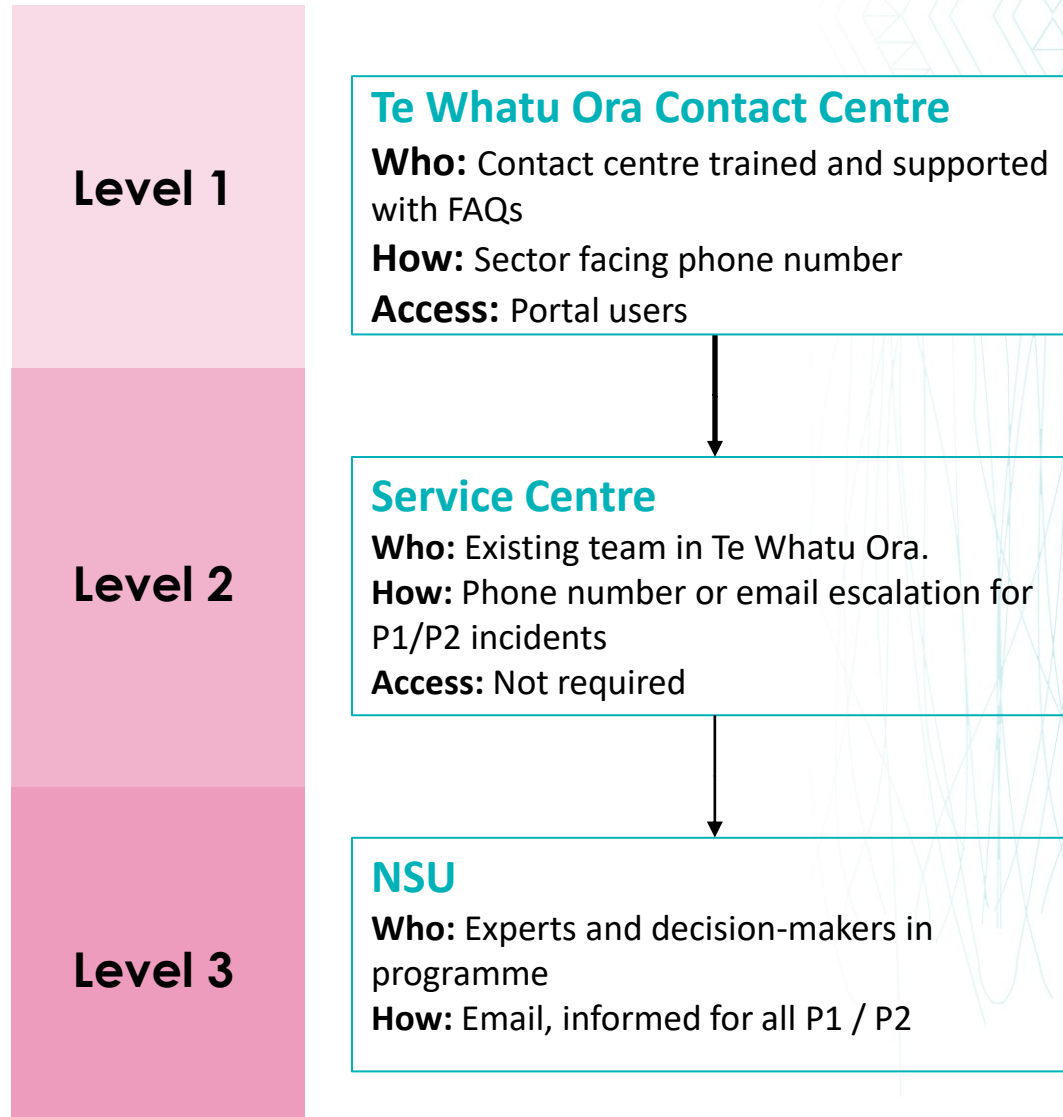 Level 1
Te Whatu Ora Contact Centre
Who: Contact centre trained and supported
with FAQs
How: Sector facing phone number
Access: Portal users
Level 2
Service Centre
Who: Existing team in Te Whatu Ora.
How: Phone number or email escalation for
P1/P2 incidents
Access: Not required
Level 3
NSU
Who: Experts and decision-makers in
programme
How: Email, informed for all P1 / P2